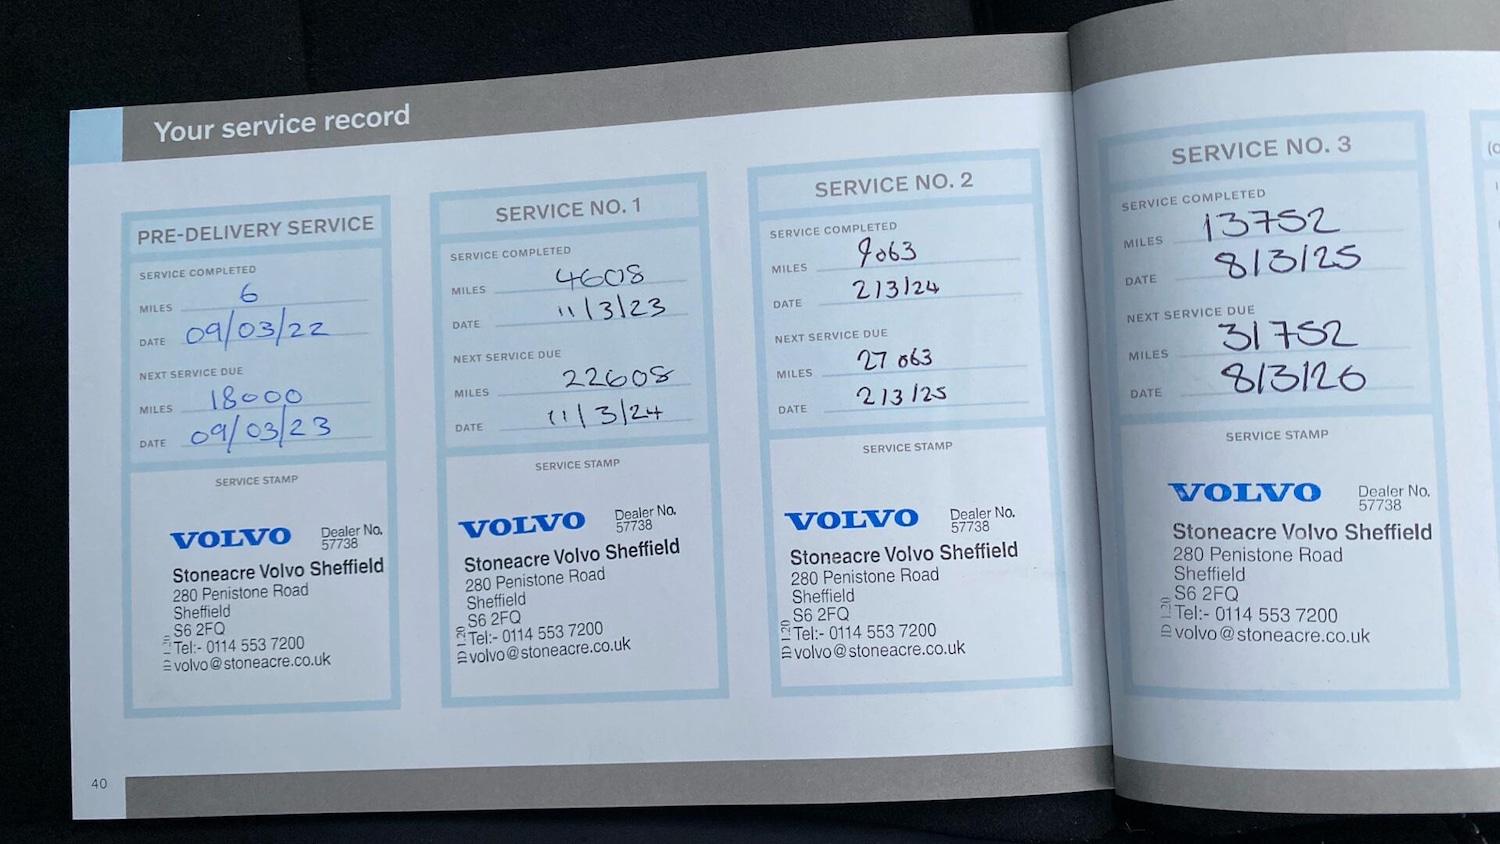 Your service record
PRE-DELIVERY SERVICE
SERVICE COMPLETED
MILES 6
DATE 09/03/22
NEXT SERVICE DUE
MILES 18000
DATE 09/03/23
SERVICE STAMP
VOLVO Dealer No.
57738
Stoneacre Volvo Sheffield
280 Penistone Road
Sheffield
S6 2FQ
Tel:- 0114 553 7200
volvo@stoneacre.co.uk
SERVICE NO. 1
SERVICE COMPLETED
MILES 4608
DATE 11/3/23
NEXT SERVICE DUE
MILES 22608
DATE 11/3/24
SERVICE STAMP
VOLVO Dealer No.
57738
Stoneacre Volvo Sheffield
280 Penistone Road
Sheffield
S6 2FQ
Tel:- 0114 553 7200
volvo@stoneacre.co.uk
SERVICE NO. 2
SERVICE COMPLETED
MILES 9063
DATE 2/3/24
NEXT SERVICE DUE
MILES 27063
DATE 2/3/25
SERVICE STAMP
VOLVO Dealer No.
57738
Stoneacre Volvo Sheffield
280 Penistone Road
Sheffield
S6 2FQ
Tel:- 0114 553 7200
volvo@stoneacre.co.uk
SERVICE NO. 3
SERVICE COMPLETED
MILES 13752
DATE 8/3/25
NEXT SERVICE DUE
MILES 31752
DATE 8/3/26
SERVICE STAMP
VOLVO Dealer No.
57738
Stoneacre Volvo Sheffield
280 Penistone Road
Sheffield
S6 2FQ
Tel:- 0114 553 7200
volvo@stoneacre.co.uk
40